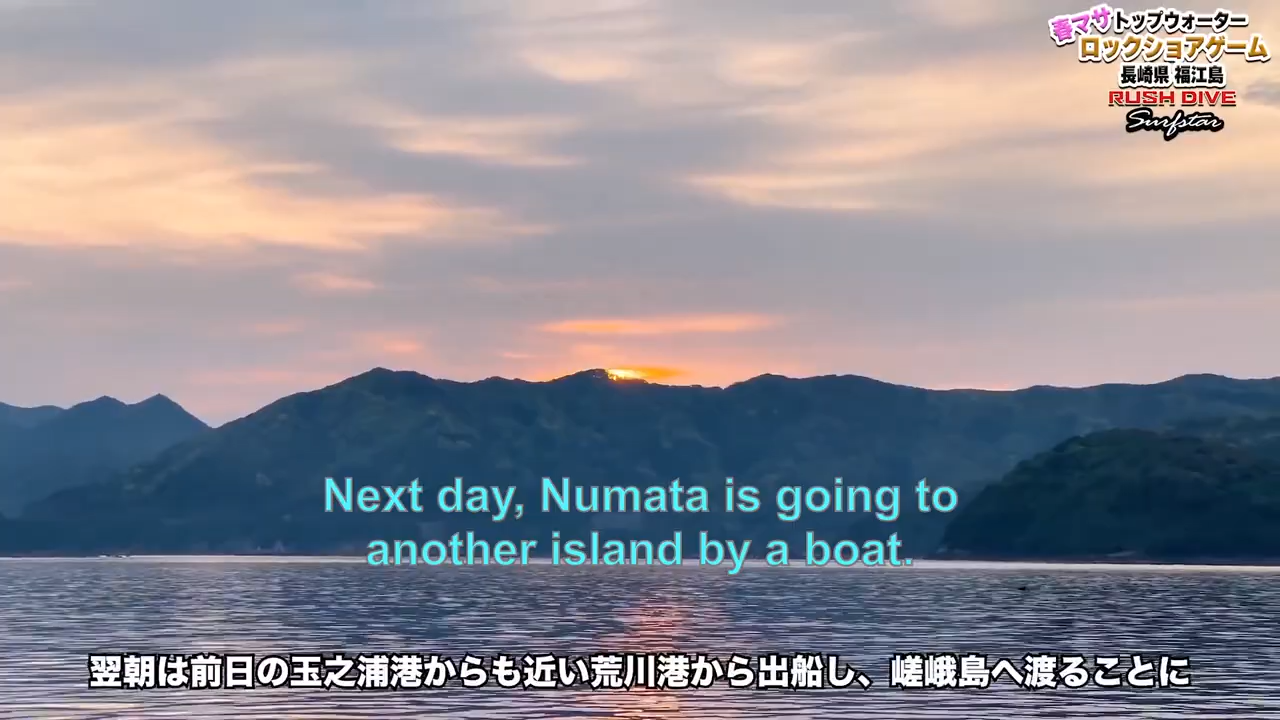 春マサトップウォーター
ロックショアゲーム
長崎県 福江島
RUSH DIVE
Surfstar
Next day, Numata is going to
another island by a boat.
翌朝は前日の玉之浦港からも近い荒川港から出船し、嵯峨島へ渡ることに